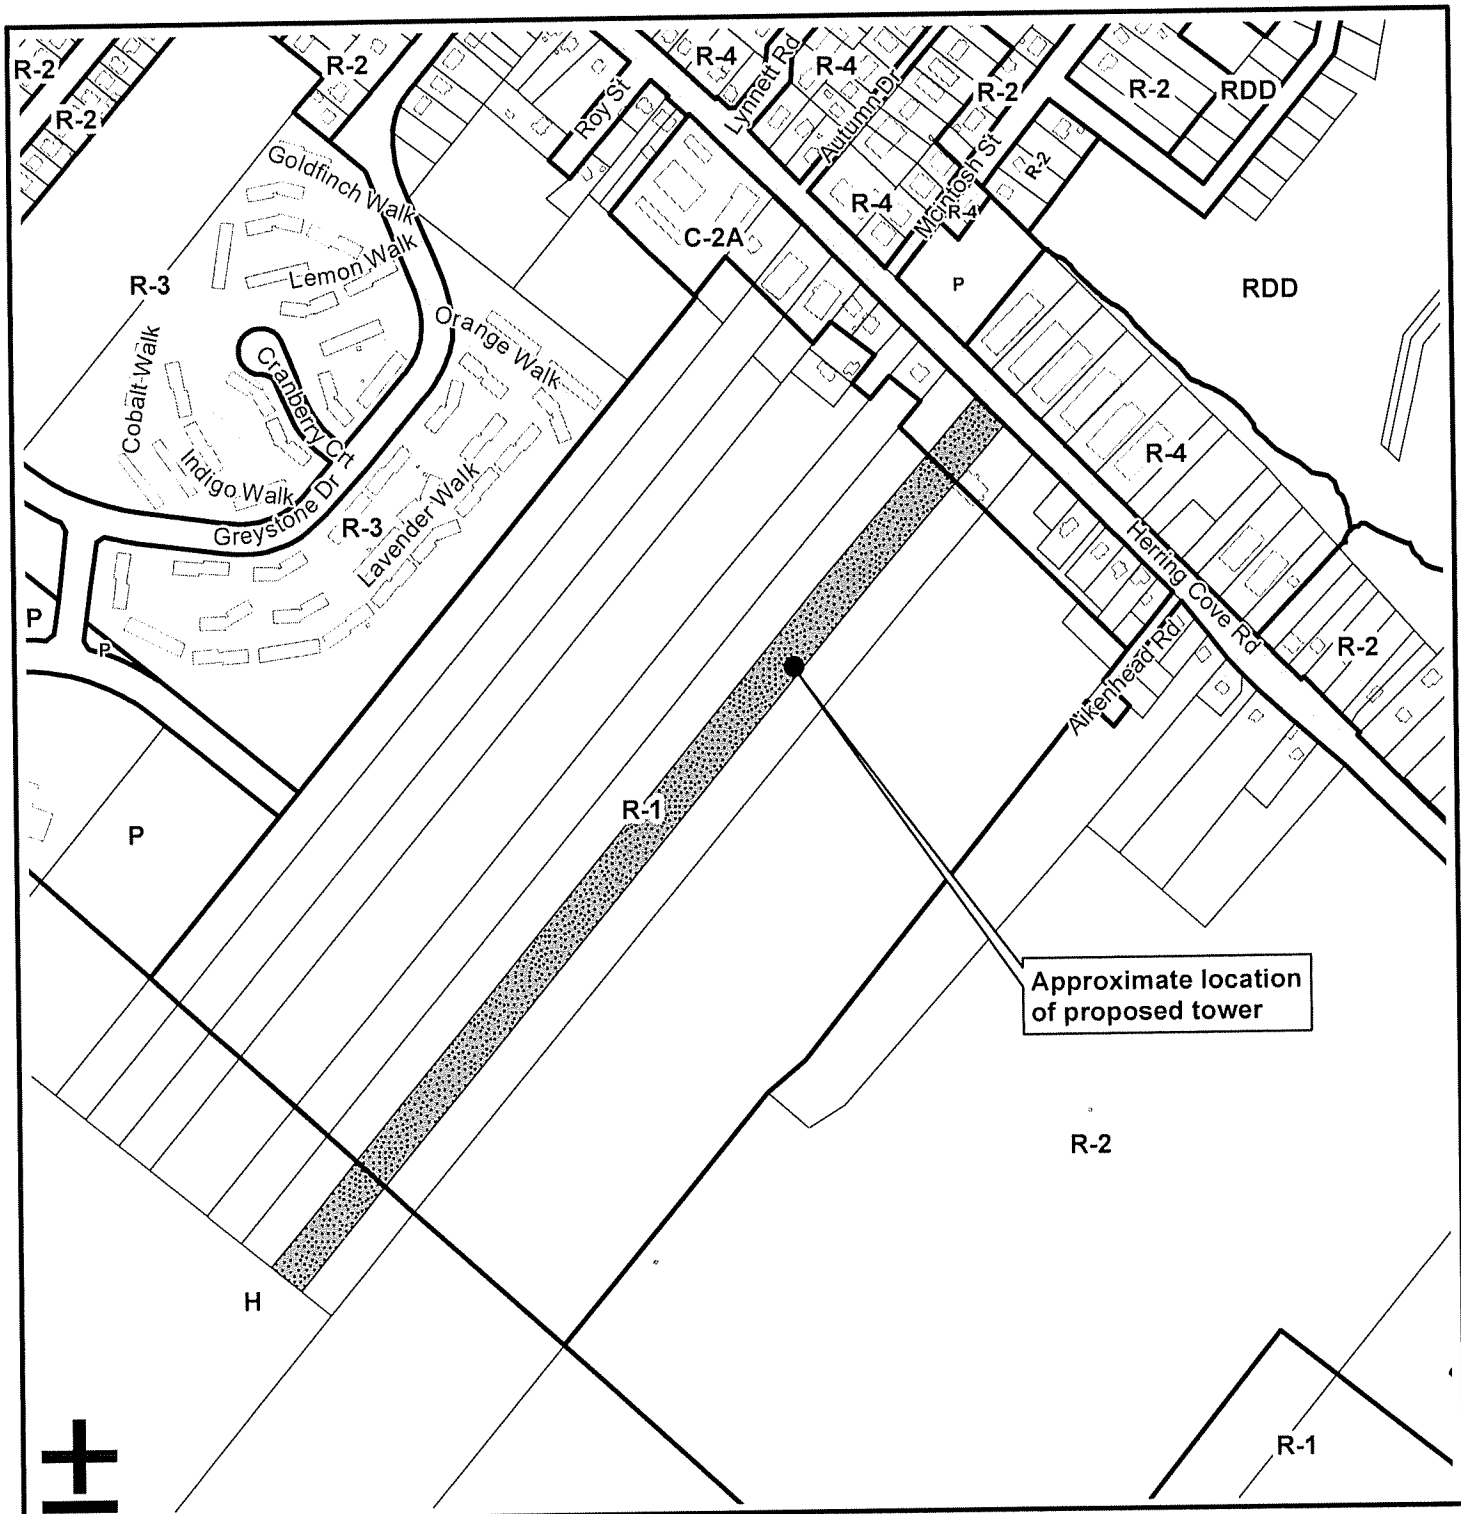 R-2
R-2
R-2
R-4
Lynnett Rd
R-4
Autumn Dr
R-2
R-2
RDD
Roy St
Goldfinch Walk
R-4
McIntosh St
R-4
R-2
C-2A
Lemon Walk
R-3
P
RDD
Orange Walk
Cobalt Walk
Cranberry Crt
R-4
Indigo Walk
Greystone Dr
R-3
Lavender Walk
Herring Cove Rd
P
P
R-2
Aikenhead Rd
R-1
P
Approximate location
of proposed tower
R-2
H
R-1